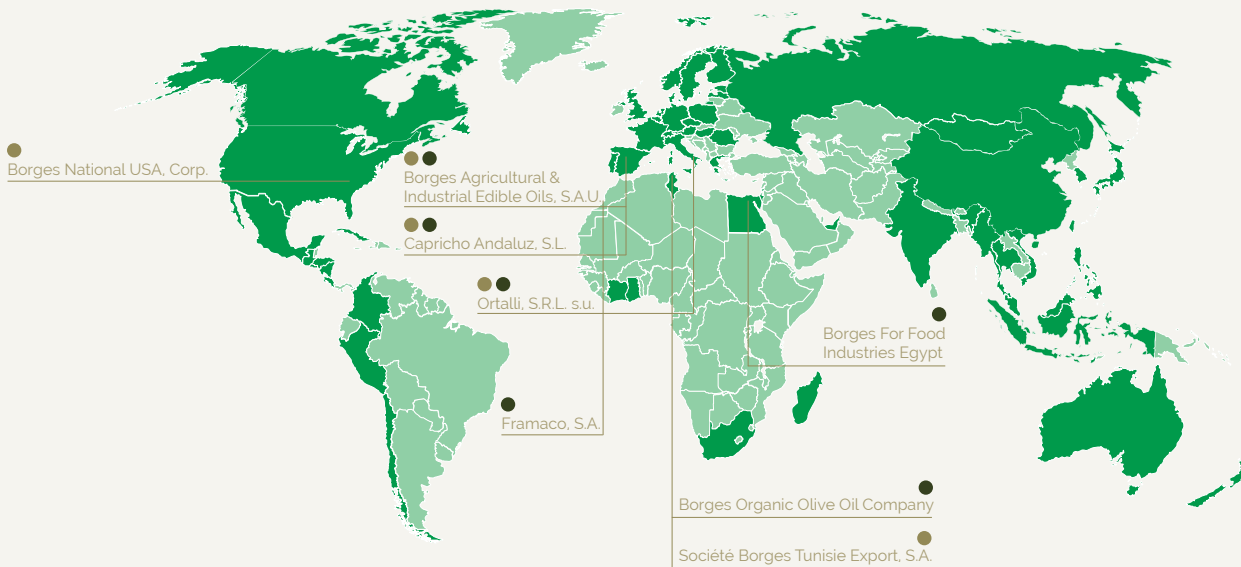 Borges National USA, Corp.
Borges Agricultural &
Industrial Edible Oils, S.A.U.
Capricho Andaluz, S.L.
Ortalli, S.R.L. s.u.
Borges For Food
Industries Egypt
Framaco, S.A.
Borges Organic Olive Oil Company
Société Borges Tunisie Export, S.A.